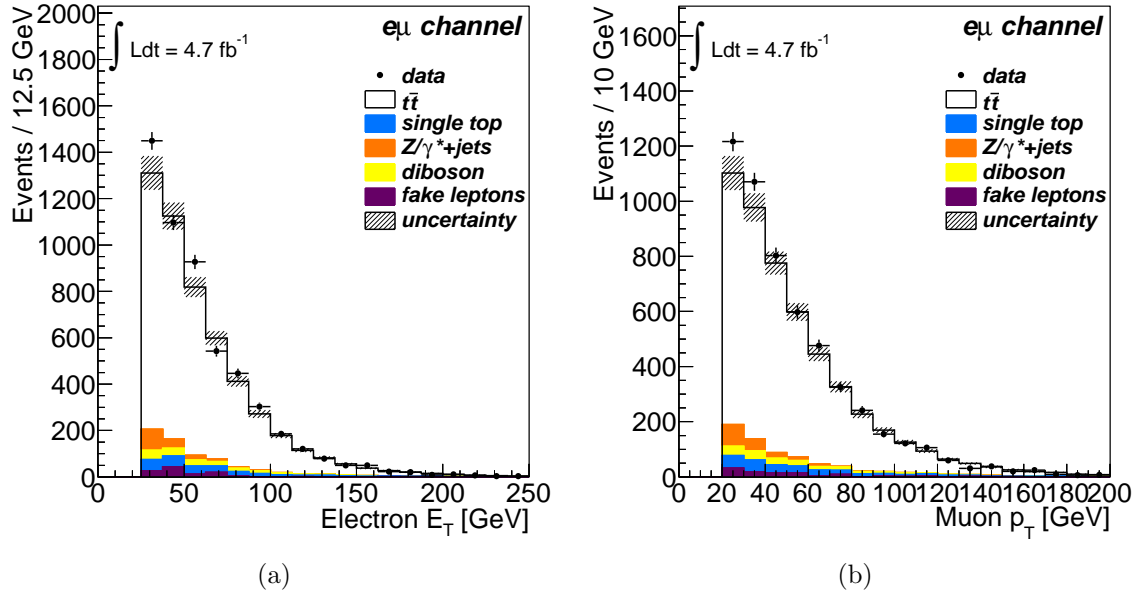 eμ channel
∫ Ldt = 4.7 fb⁻¹
data
tt̄
single top
Z/γ*+jets
diboson
fake leptons
uncertainty
Events / 12.5 GeV
2000
1800
1600
1400
1200
1000
800
600
400
200
0
0 50 100 150 200 250
Electron E_T [GeV]
(a)
eμ channel
∫ Ldt = 4.7 fb⁻¹
data
tt̄
single top
Z/γ*+jets
diboson
fake leptons
uncertainty
Events / 10 GeV
1600
1400
1200
1000
800
600
400
200
0
0 20 40 60 80 100 120 140 160 180 200
Muon p_T [GeV]
(b)